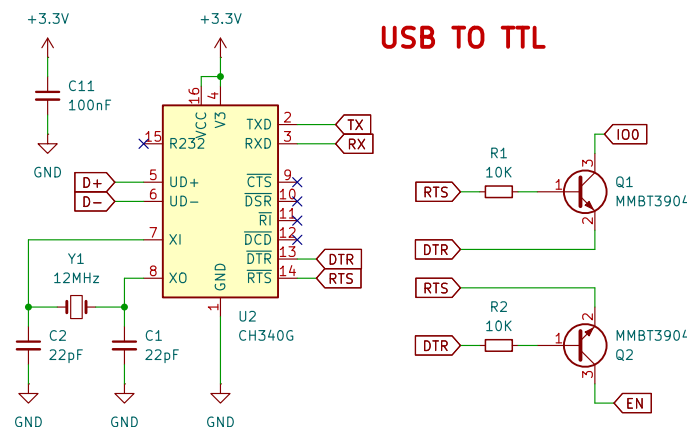 +3.3V
+3.3V
USB TO TTL
C11
100nF
GND
16
VCC
4
V3
15
R232
TXD
2
TX
RXD
3
RX
D+
5
UD+
D-
6
UD-
CTS
9
DSR
10
RI
11
DCD
12
7
XI
DTR
13
DTR
8
XO
RTS
14
RTS
GND
1
U2
CH340G
Y1
12MHz
C2
22pF
C1
22pF
GND
GND
GND
IO0
3
R1
10K
RTS
1
Q1
MMBT3904
2
DTR
RTS
2
R2
10K
DTR
1
MMBT3904
Q2
3
EN